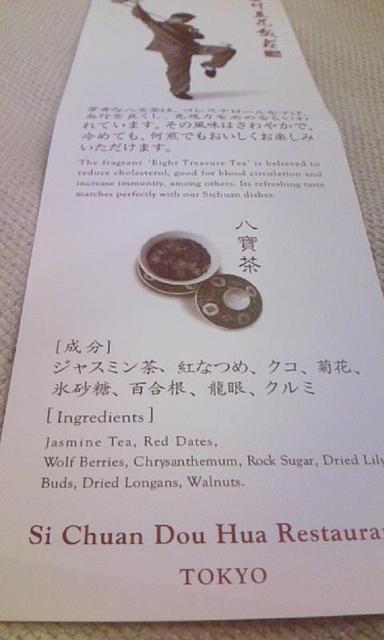 芳香な八宝茶は、コレステロールを下げ、
血行を良くし、免疫力を高めるといわ
れています。その風味はさわやかで、
冷めても、何煎でもおいしくお楽しみ
いただけます。
The fragrant 'Eight Treasure Tea' is believed to
reduce cholesterol, good for blood circulation and
increase immunity, among others. Its refreshing taste
matches perfectly with our Sichuan dishes.
八寶茶
[成分]
ジャスミン茶、紅なつめ、クコ、菊花、
氷砂糖、百合根、龍眼、クルミ
[Ingredients]
Jasmine Tea, Red Dates,
Wolf Berries, Chrysanthemum, Rock Sugar, Dried Lily
Buds, Dried Longans, Walnuts.
Si Chuan Dou Hua Restaura
TOKYO